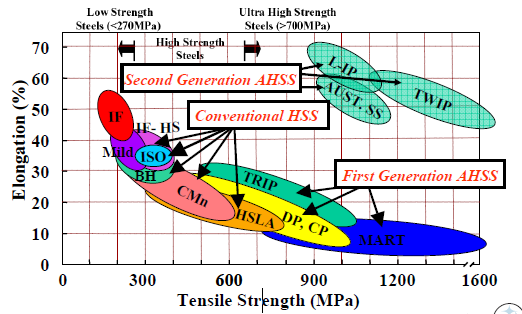 Low Strength
Steels (<270MPa)
Ultra High Strength
Steels (>700MPa)
High Strength
Steels
Elongation (%)
70
60
50
40
30
20
10
0
Second Generation AHSS
L-IP
AUST. SS
TWIP
Conventional HSS
IF
IF- HS
Mild
ISO
BH
First Generation AHSS
TRIP
CMn
HSLA
DP, CP
MART
0
300
600
900
1200
1600
Tensile Strength (MPa)